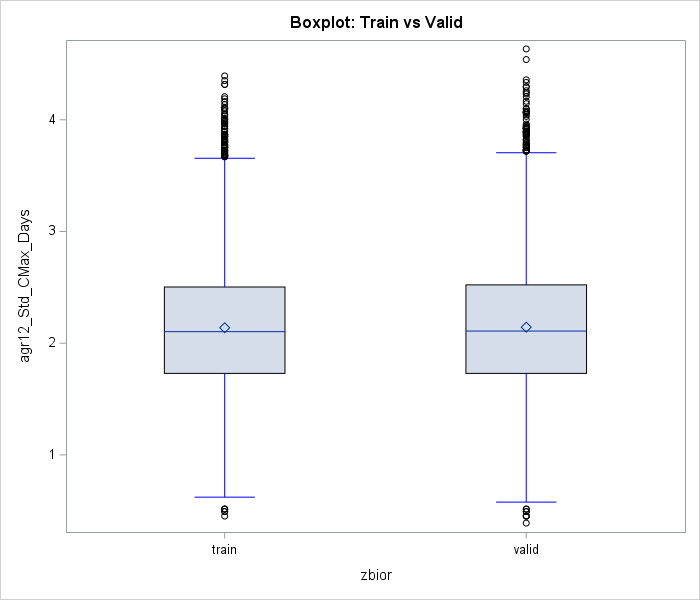 Boxplot: Train vs Valid
agr12_Std_CMax_Days
4
3
2
1
train
valid
zbior